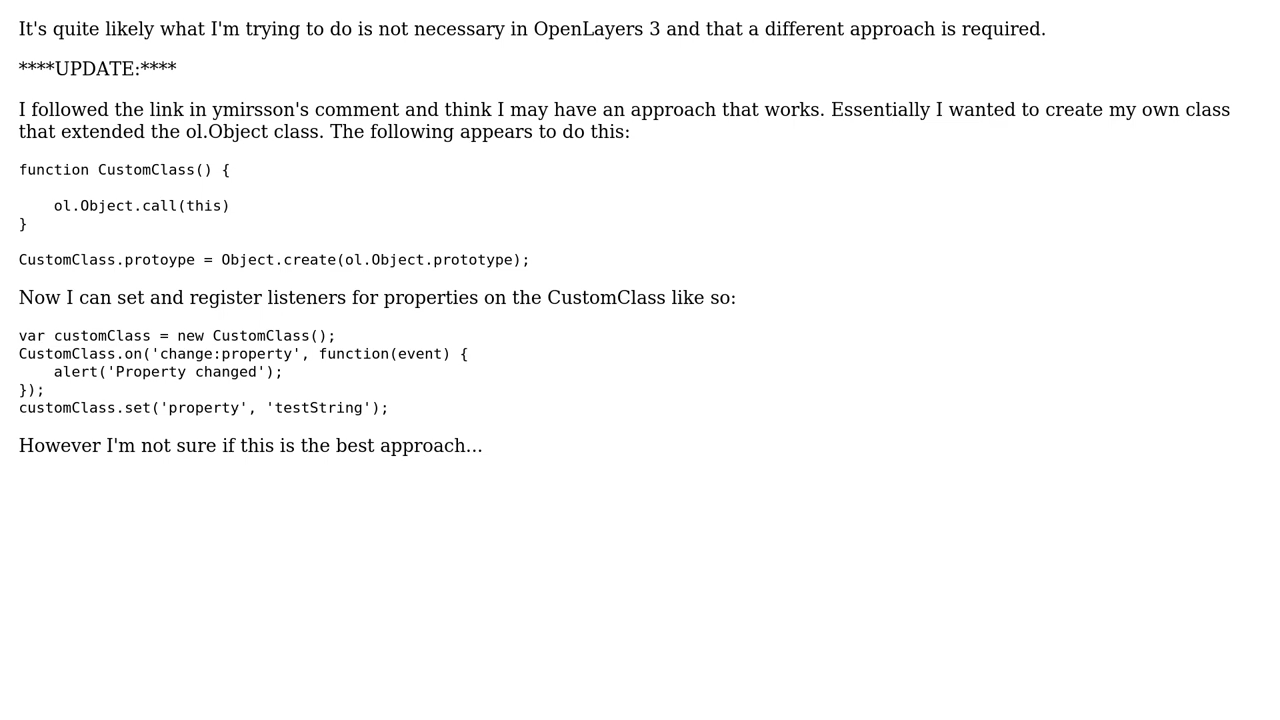 It's quite likely what I'm trying to do is not necessary in OpenLayers 3 and that a different approach is required.
****UPDATE:****
I followed the link in ymirsson's comment and think I may have an approach that works. Essentially I wanted to create my own class
that extended the ol.Object class. The following appears to do this:
function CustomClass() {
    ol.Object.call(this)
}
CustomClass.protoype = Object.create(ol.Object.prototype);
Now I can set and register listeners for properties on the CustomClass like so:
var customClass = new CustomClass();
CustomClass.on('change:property', function(event) {
    alert('Property changed');
});
customClass.set('property', 'testString');
However I'm not sure if this is the best approach...